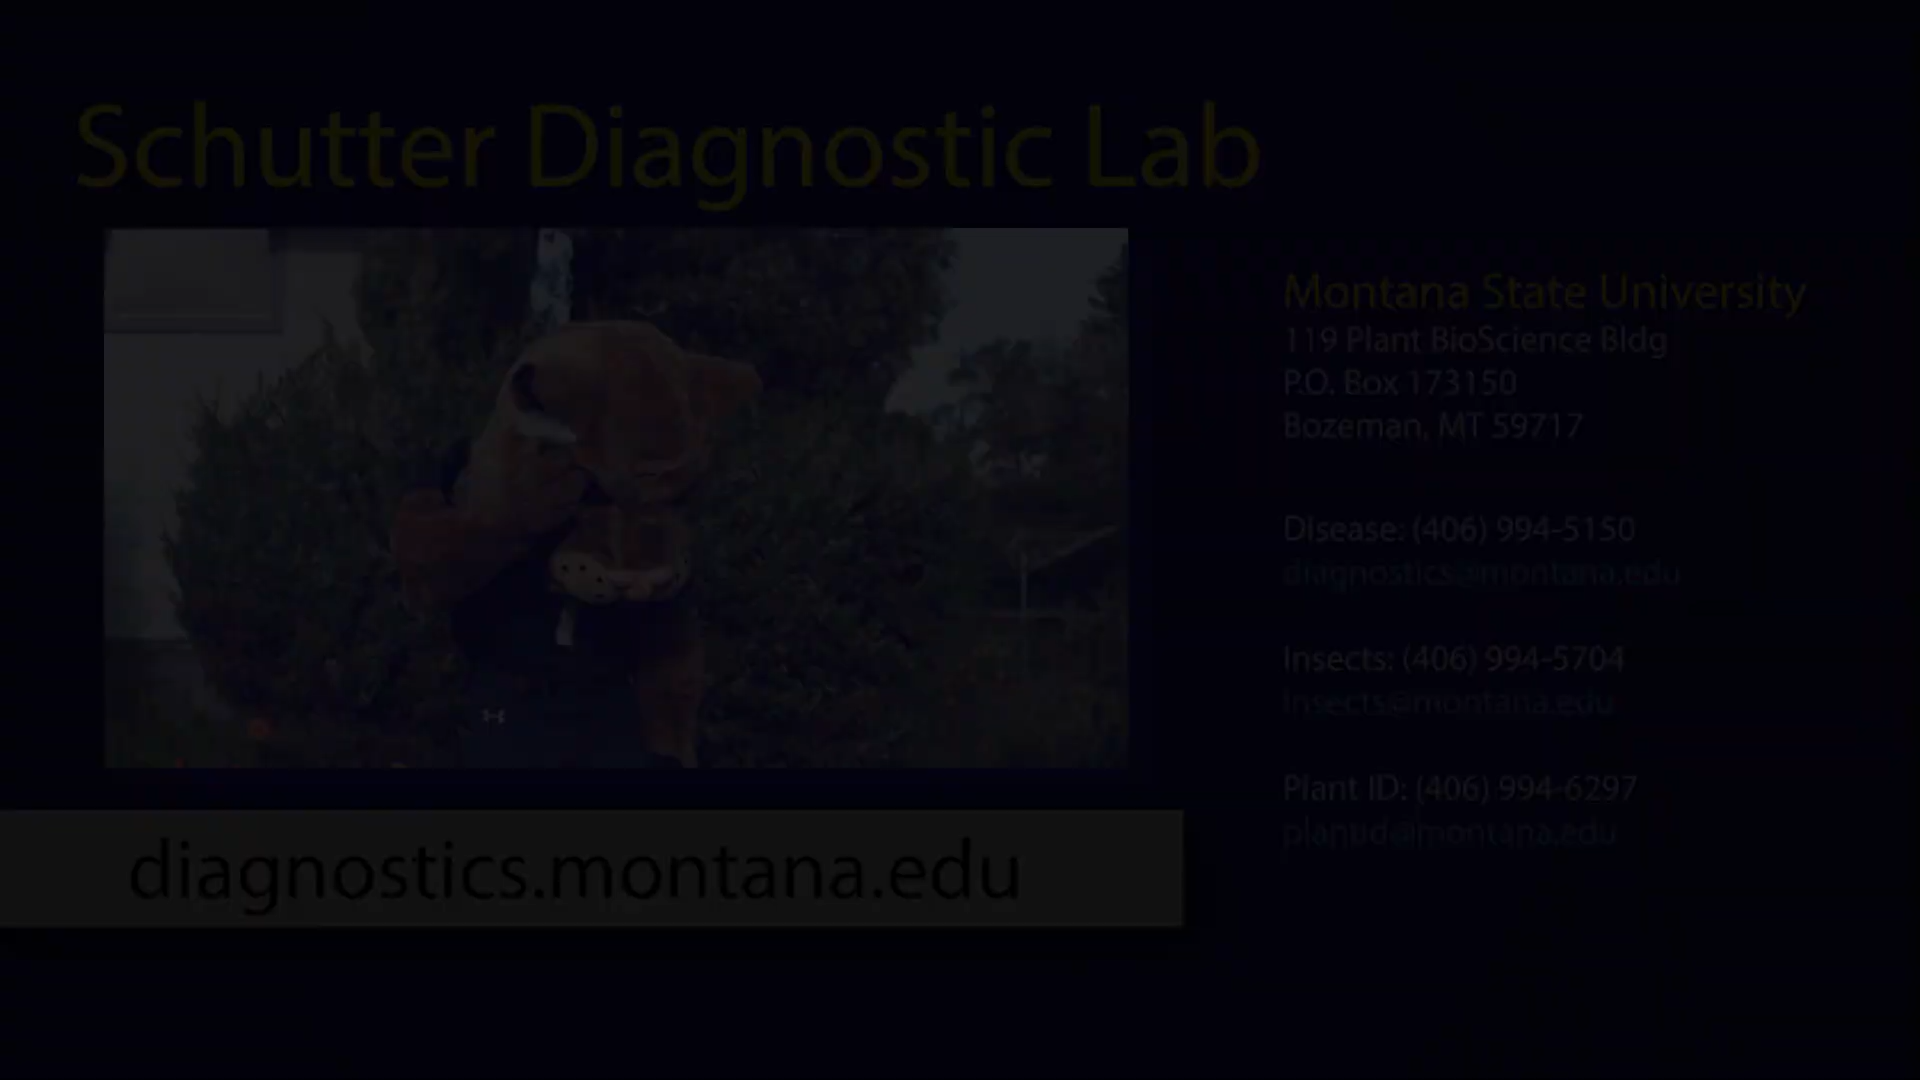 Schutter Diagnostic Lab
Montana State University
119 Plant BioScience Bldg
P.O. Box 173150
Bozeman, MT 59717
Disease: (406) 994-5150
diagnostics@montana.edu
Insects: (406) 994-5704
insects@montana.edu
Plant ID: (406) 994-6297
plantid@montana.edu
diagnostics.montana.edu